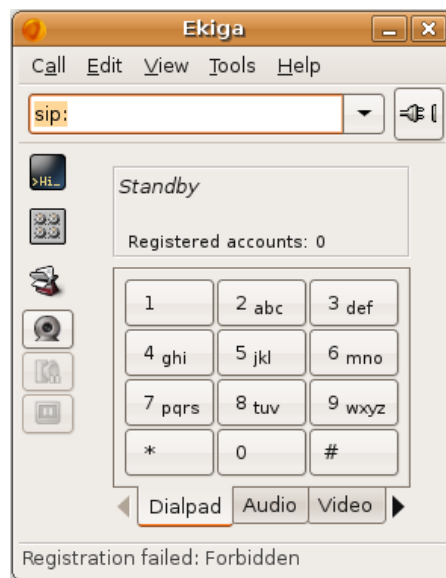 Ekiga
Call Edit View Tools Help
sip:
>Hi_
Standby
Registered accounts: 0
1 2 abc 3 def
4 ghi 5 jkl 6 mno
7 pqrs 8 tuv 9 wxyz
* 0 #
Dialpad Audio Video
Registration failed: Forbidden